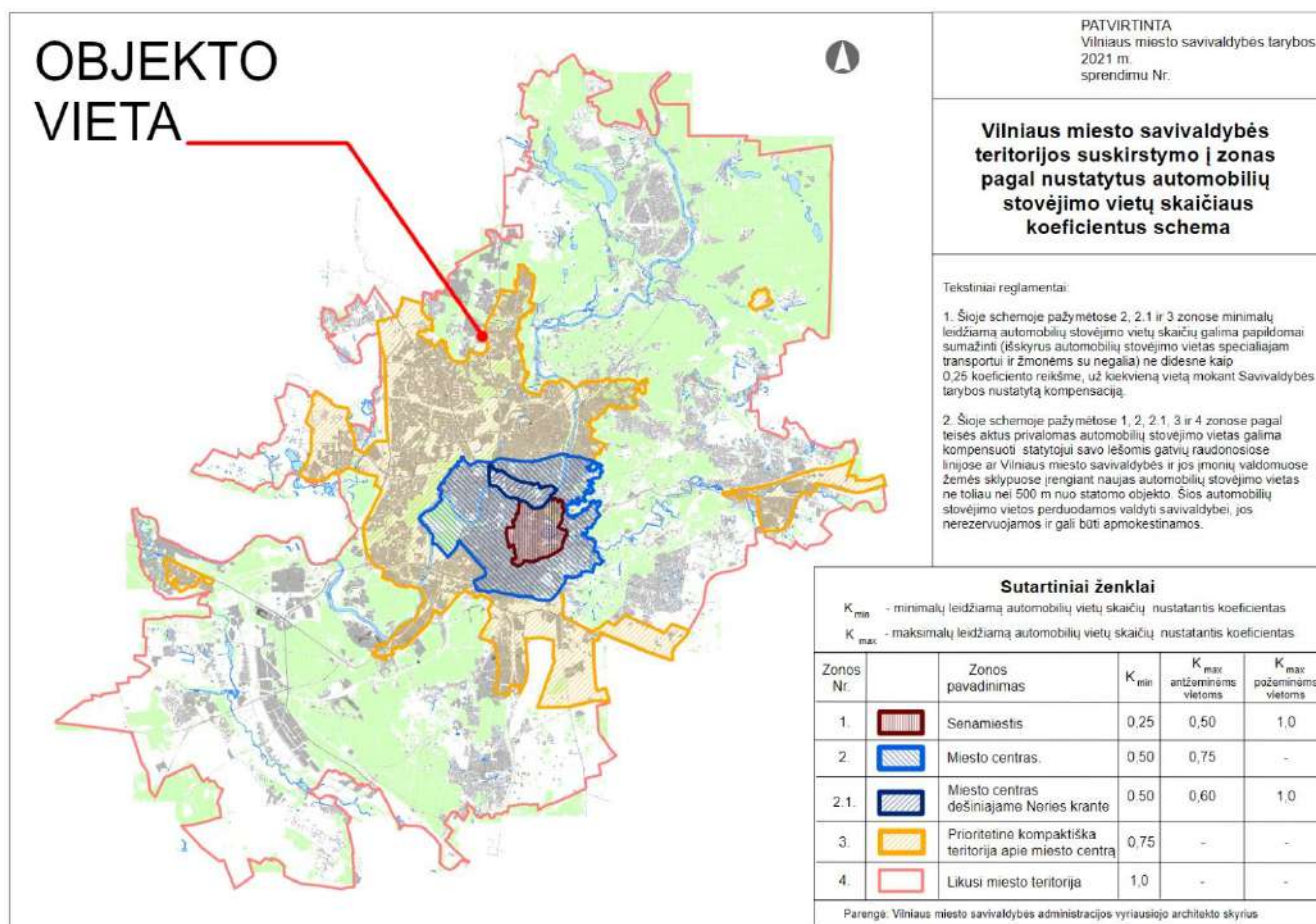 OBJEKTO
VIETA
PATVIRTINTA
Vilniaus miesto savivaldybės tarybos
2021 m.
sprendimu Nr.
Vilniaus miesto savivaldybės
teritorijos suskirstymo į zonas
pagal nustatytus automobilių
stovėjimo vietų skaičiaus
koeficientus schema
Tekstiniai reglamentai:
1. Šioje schemoje pažymėtose 2, 2.1 ir 3 zonose minimalų
leidžiamą automobilių stovėjimo vietų skaičių galima papildomai
sumažinti (išskyrus automobilių stovėjimo vietas specialiajam
transportui ir žmonėms su negalia) ne didesne kaip
0,25 koeficiento reikšme, už kiekvieną vietą mokant Savivaldybės
tarybos nustatytą kompensaciją.
2. Šioje schemoje pažymėtose 1, 2, 2.1, 3 ir 4 zonose pagal
teisės aktus privalomas automobilių stovėjimo vietas galima
kompensuoti statytojui savo lėšomis gatvių raudonosiose
linijose ar Vilniaus miesto savivaldybės ir jos įmonių valdomuose
žemės sklypuose įrengiant naujas automobilių stovėjimo vietas
ne toliau nei 500 m nuo statomo objekto. Šios automobilių
stovėjimo vietos perduodamos valdyti savivaldybei, jos
nerezervuojamos ir gali būti apmokestinamos.
Sutartiniai ženklai
K min - minimalų leidžiamą automobilių vietų skaičių nustatantis koeficientas
K max - maksimalų leidžiamą automobilių vietų skaičių nustatantis koeficientas
Zonos Nr. Zonos pavadinimas K min K max antžeminėms vietoms K max požeminėms vietoms
1. Senamiestis 0,25 0,50 1,0
2. Miesto centras. 0,50 0,75 -
2.1. Miesto centras dešiniajame Neries krante 0.50 0,60 1,0
3. Prioritetinė kompaktiška teritorija apie miesto centrą 0,75 - -
4. Likusi miesto teritorija 1,0 - -
Parengė: Vilniaus miesto savivaldybės administracijos vyriausiojo architekto skyrius